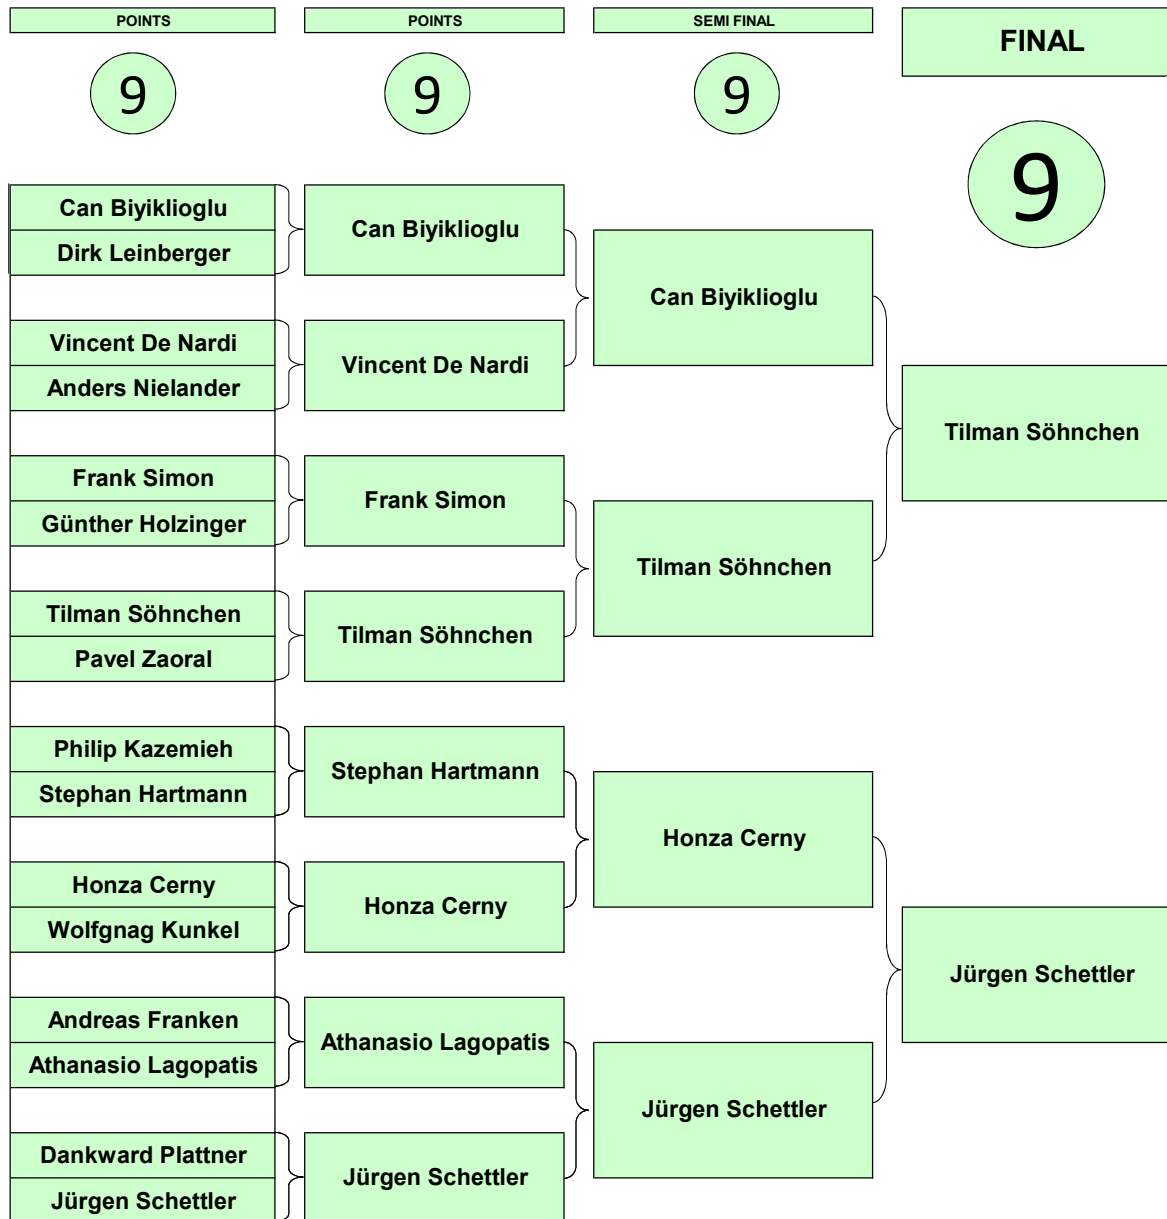 POINTS
POINTS
SEMI FINAL
FINAL
9
9
9
9
Can Biyiklioglu
Dirk Leinberger
Vincent De Nardi
Anders Nielander
Frank Simon
Günther Holzinger
Tilman Söhnchen
Pavel Zaoral
Philip Kazemieh
Stephan Hartmann
Honza Cerny
Wolfgnag Kunkel
Andreas Franken
Athanasio Lagopatis
Dankward Plattner
Jürgen Schettler
Can Biyiklioglu
Vincent De Nardi
Frank Simon
Tilman Söhnchen
Stephan Hartmann
Honza Cerny
Athanasio Lagopatis
Jürgen Schettler
Can Biyiklioglu
Tilman Söhnchen
Honza Cerny
Jürgen Schettler
Tilman Söhnchen
Jürgen Schettler